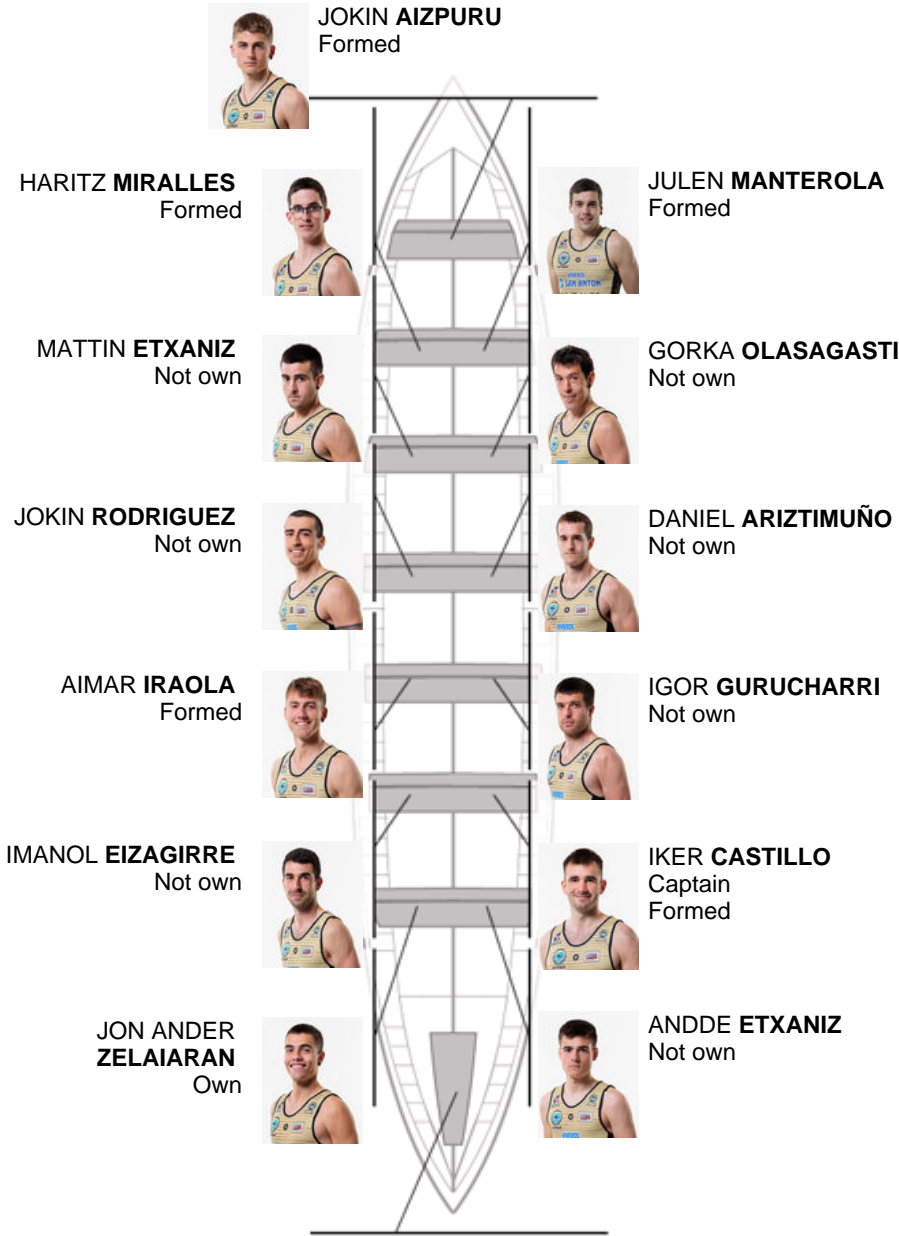 JOKIN AIZPURU
Formed
HARITZ MIRALLES
Formed
JULEN MANTEROLA
Formed
MATTIN ETXANIZ
Not own
GORKA OLASAGASTI
Not own
JOKIN RODRIGUEZ
Not own
DANIEL ARIZTIMUÑO
Not own
AIMAR IRAOLA
Formed
IGOR GURUCHARRI
Not own
IMANOL EIZAGIRRE
Not own
IKER CASTILLO
Captain
Formed
JON ANDER
ZELAIARAN
Own
ANDDE ETXANIZ
Not own
SAN ANTON